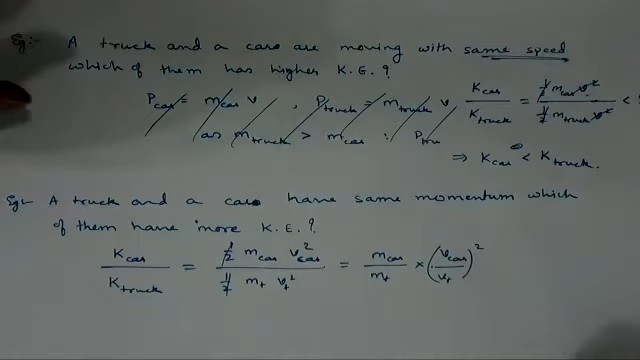 Eg:- A truck and a car are moving with same speed
which of them has higher K.E.?
P_car = m_car v , P_truck = m_truck v
as m_truck > m_car ∴ P_tru
K_car / K_truck = ½ m_car v² / ½ m_truck v² <
⇒ K_car < K_truck.
Eg:- A truck and a car have same momentum which
of them have more K.E.?
K_car / K_truck = ½ m_car v_car² / ½ m_t v_t² = m_car / m_t × (v_car / v_t)²